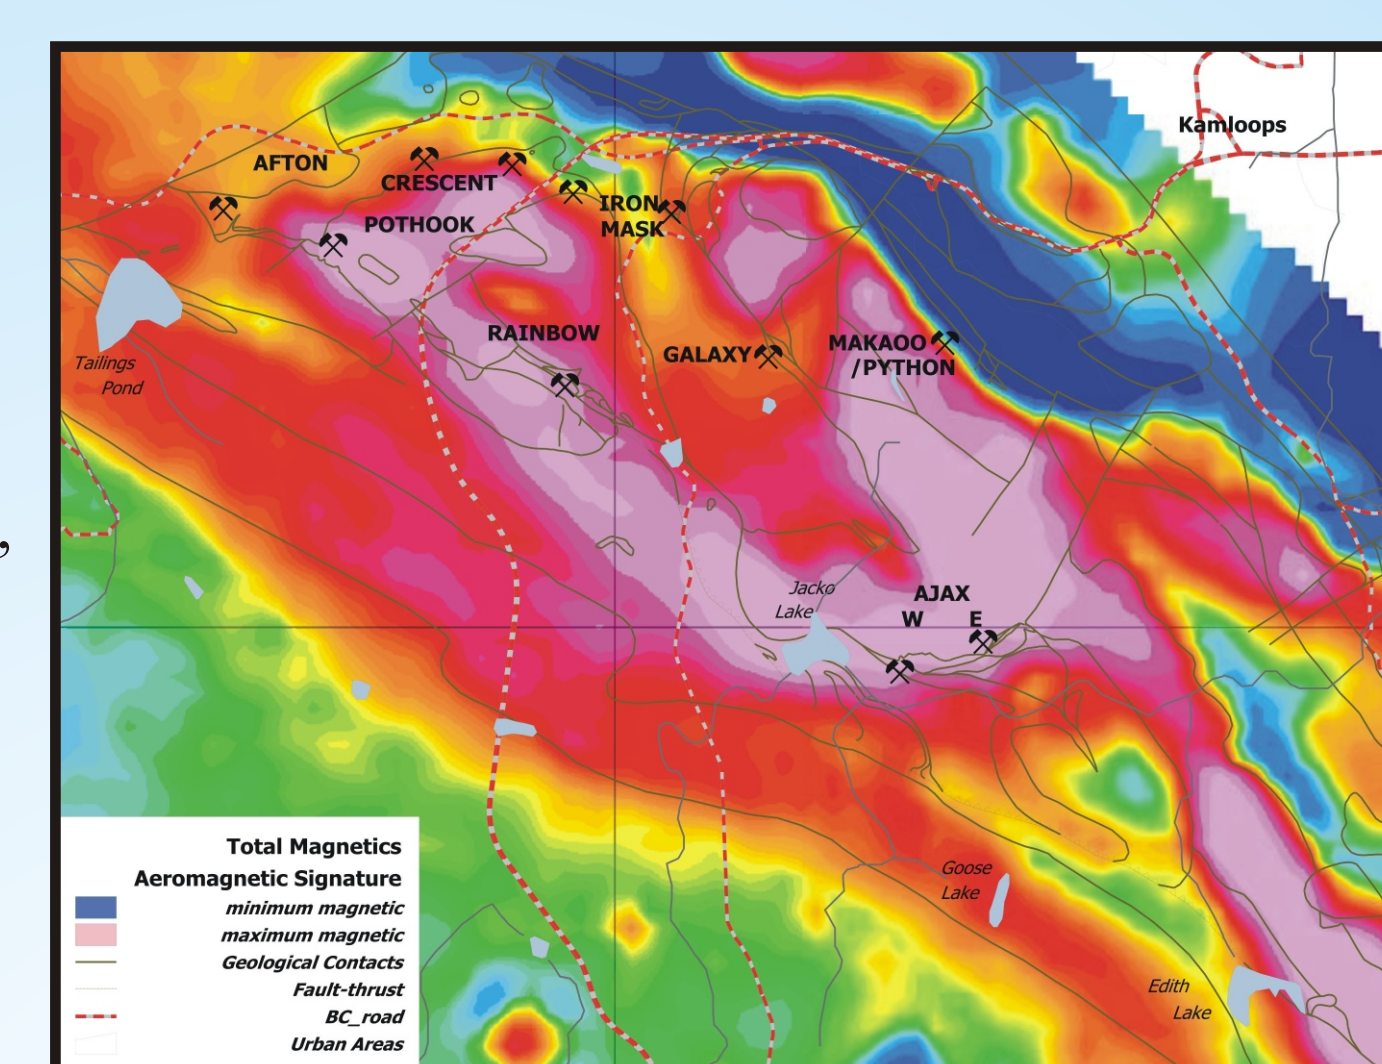 Kamloops
AFTON
CRESCENT
POTHOOK
IRON
MASK
RAINBOW
GALAXY
MAKAOO
/PYTHON
Tailings
Pond
,
Jacko
Lake
AJAX
W E
Goose
Lake
Edith
Lake
Total Magnetics
Aeromagnetic Signature
minimum magnetic
maximum magnetic
Geological Contacts
Fault-thrust
BC_road
Urban Areas